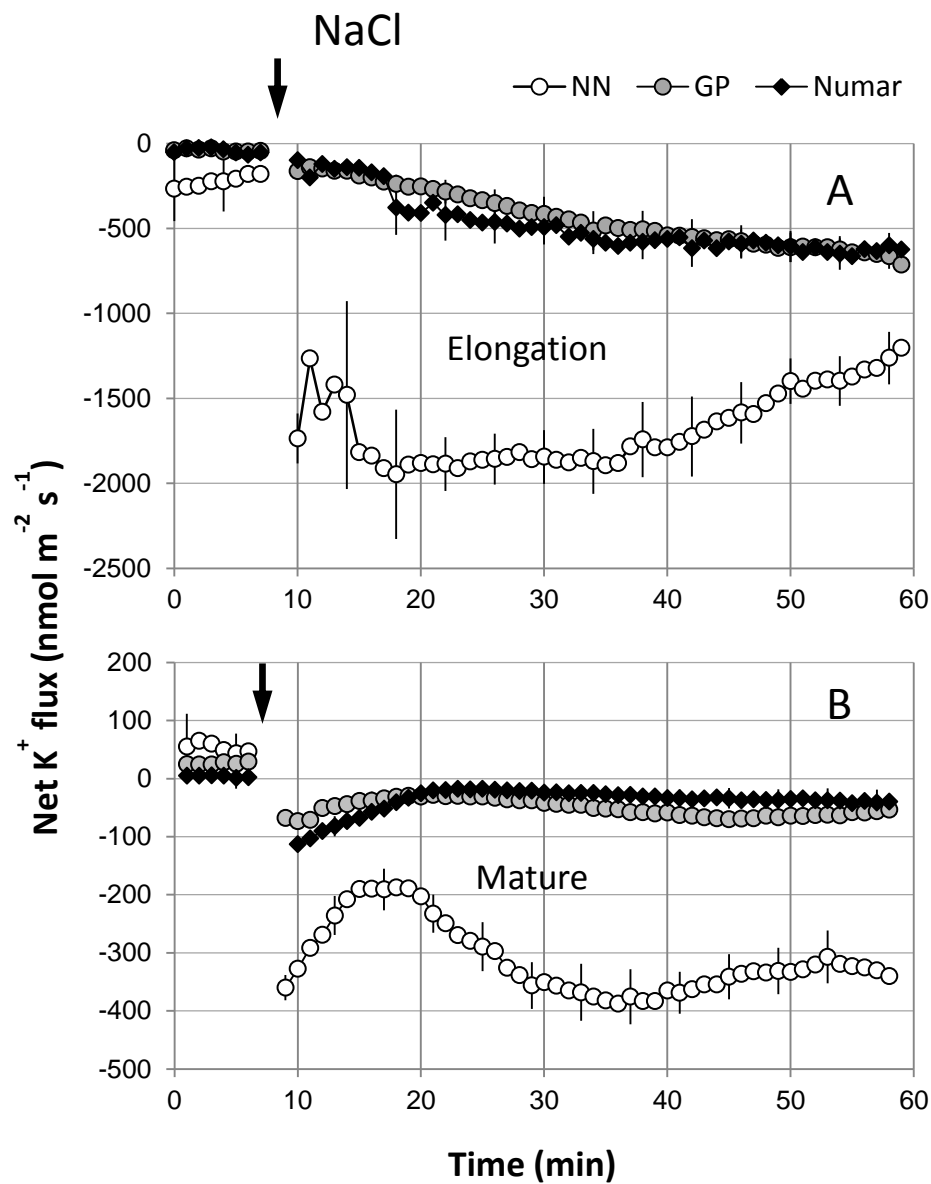 NaCl
NN GP Numar
0
-500
-1000
-1500
-2000
-2500
A
Elongation
0 10 20 30 40 50 60
Net K+ flux (nmol m-2 s-1)
200
100
0
-100
-200
-300
-400
-500
B
Mature
0 10 20 30 40 50 60
Time (min)